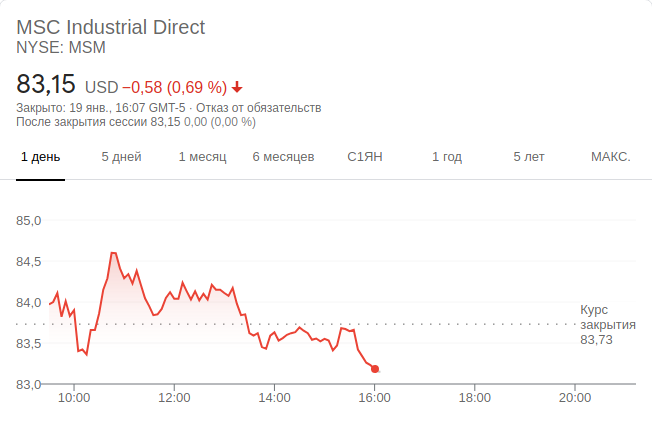 MSC Industrial Direct
NYSE: MSM
83,15 USD −0,58 (0,69 %)
Закрыто: 19 янв., 16:07 GMT-5 · Отказ от обязательств
После закрытия сессии 83,15 0,00 (0,00 %)
1 день 5 дней 1 месяц 6 месяцев С1ЯН 1 год 5 лет МАКС.
85,0
84,5
84,0
Курс
закрытия
83,73
83,5
83,0
10:00 12:00 14:00 16:00 18:00 20:00